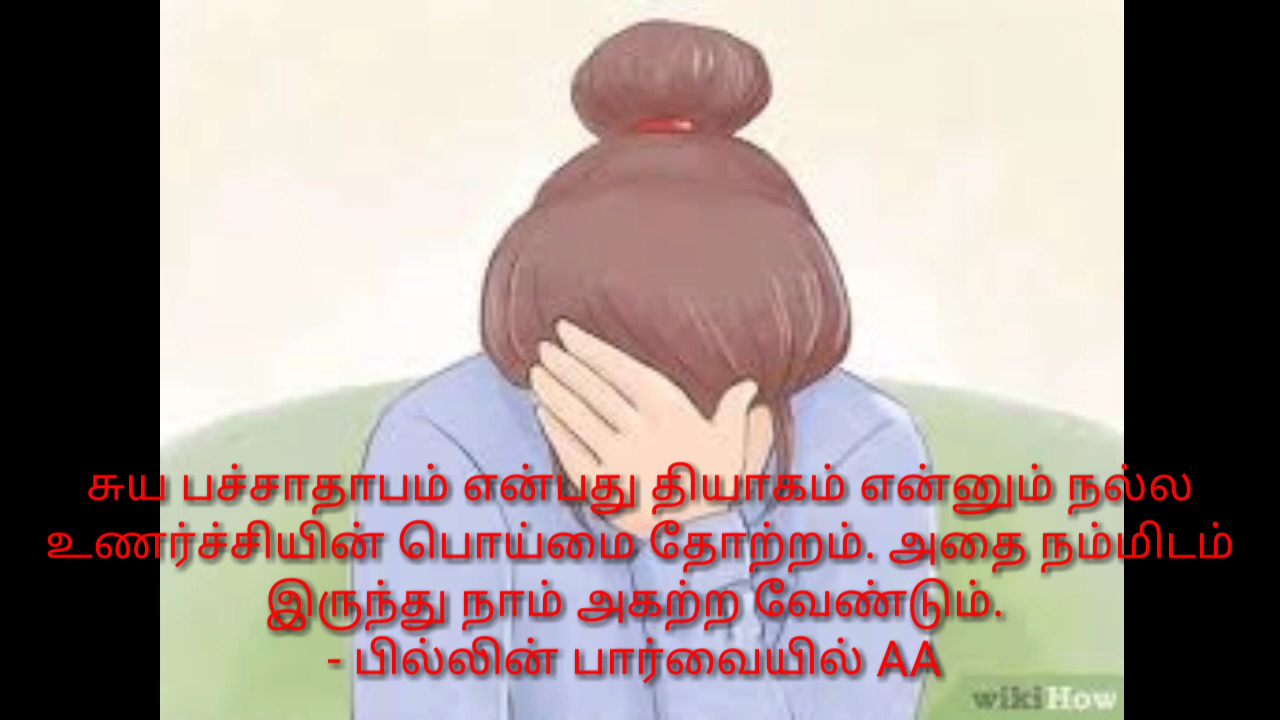 சுய பச்சாதாபம் என்பது தியாகம் என்னும் நல்ல
உணர்ச்சியின் பொய்மை தோற்றம். அதை நம்மிடம்
இருந்து நாம் அகற்ற வேண்டும்.
- பில்லின் பார்வையில் AA
wikiHow